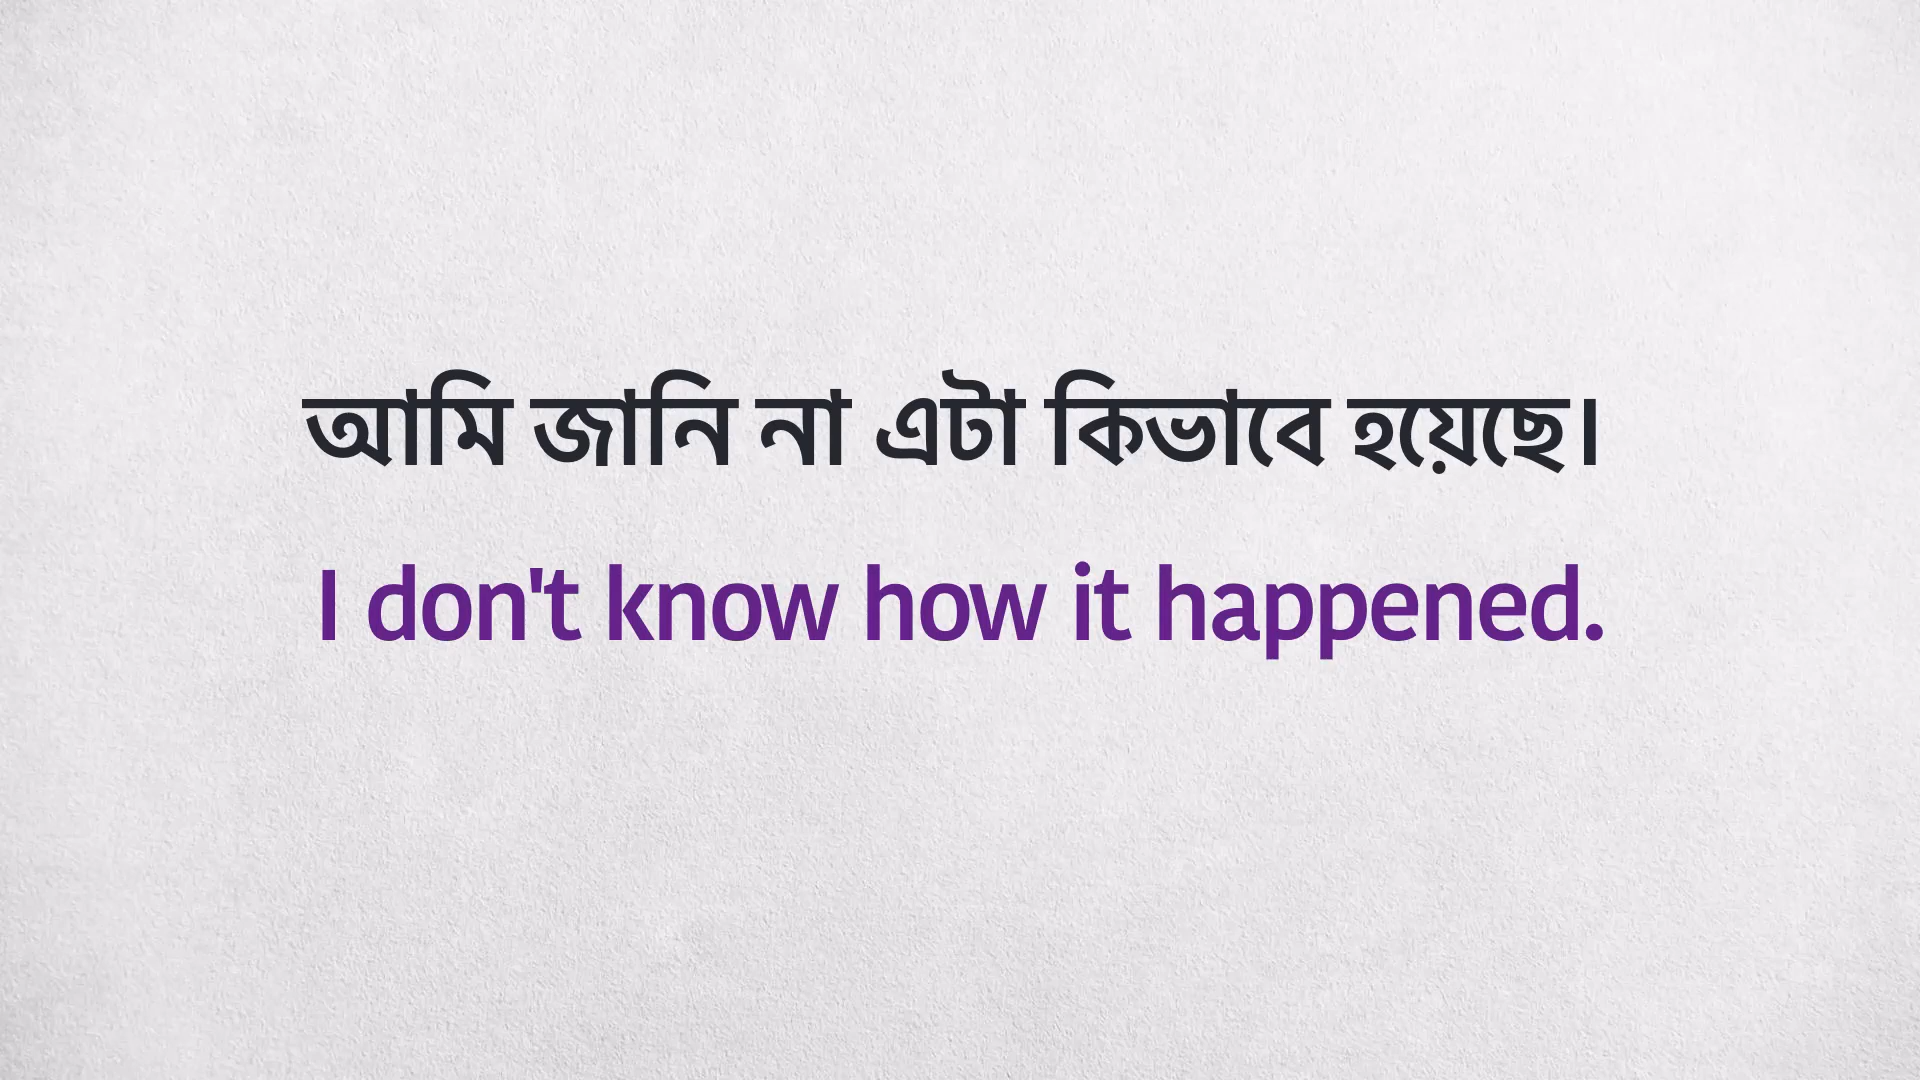 আমি জানি না এটা কিভাবে হয়েছে।
I don't know how it happened.